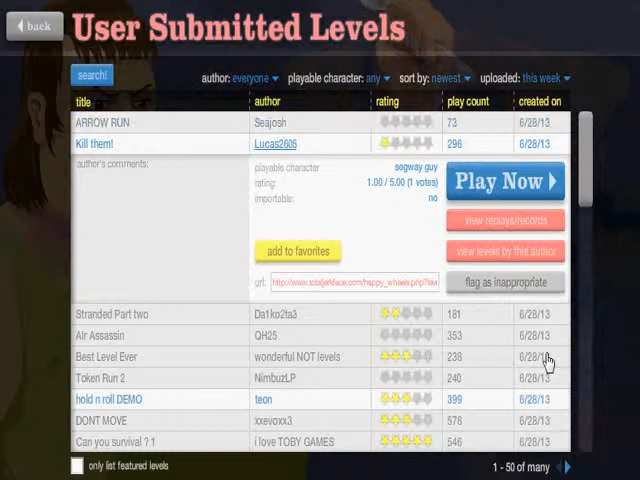 back
User Submitted Levels
search!
author: everyone playable character: any sort by: newest uploaded: this week
title author rating play count created on
ARROW RUN Seajosh 73 6/28/13
Kill them! Lucas2605 296 6/28/13
author's comments:
playable character segway guy
rating: 1.00 / 5.00 (1 votes)
importable: no
Play Now
view replays/records
add to favorites
view levels by this author
url: http://www.totaljerkface.com/happy_wheels.php?lev
flag as inappropriate
Stranded Part two Da1ko2ta3 181 6/28/13
Air Assassin QH25 353 6/28/13
Best Level Ever wonderful NOT levels 238 6/28/13
Token Run 2 NimbuzLP 240 6/28/13
hold n roll DEMO teon 399 6/28/13
DONT MOVE xxevoxx3 578 6/28/13
Can you survival ? 1 i love TOBY GAMES 546 6/28/13
only list featured levels
1 - 50 of many